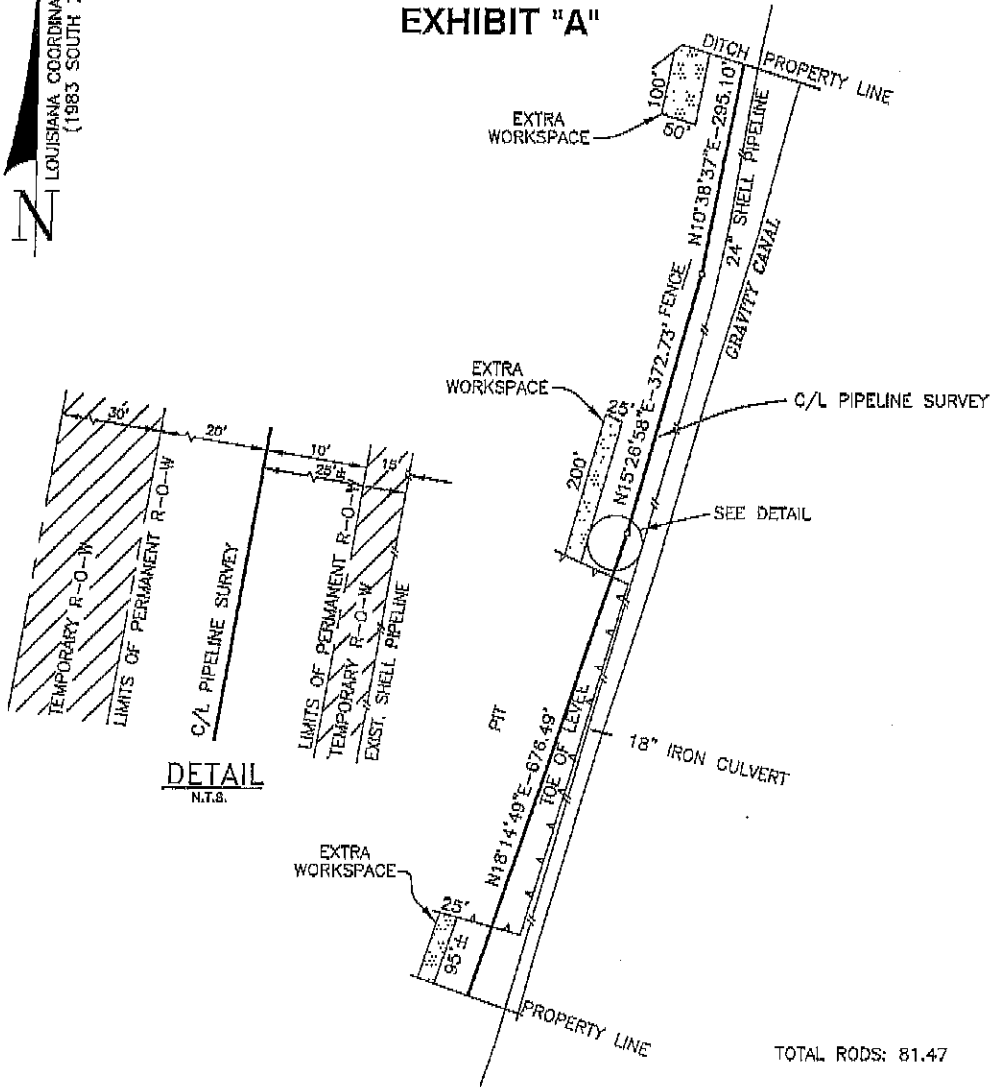 EXHIBIT "A"
LOUISIANA COORDINA
(1983 SOUTH
N
DITCH
PROPERTY LINE
100'
50'
EXTRA
WORKSPACE
N10°38'37"E-295.10'
24" SHELL PIPELINE
GRAVITY CANAL
FENCE
N15°26'58"E-372.73'
EXTRA
WORKSPACE
25'
200'
C/L PIPELINE SURVEY
SEE DETAIL
30'
20'
10'
25'±
15'
TEMPORARY R-O-W
LIMITS OF PERMANENT R-O-W
C/L PIPELINE SURVEY
LIMITS OF PERMANENT R-O-W
TEMPORARY R-O-W
EXIST. SHELL PIPELINE
DETAIL
N.T.S.
PIT
N18°14'49"E-676.49'
TOE OF LEVEE
18" IRON CULVERT
EXTRA
WORKSPACE
25'
95'±
PROPERTY LINE
TOTAL RODS: 81.47